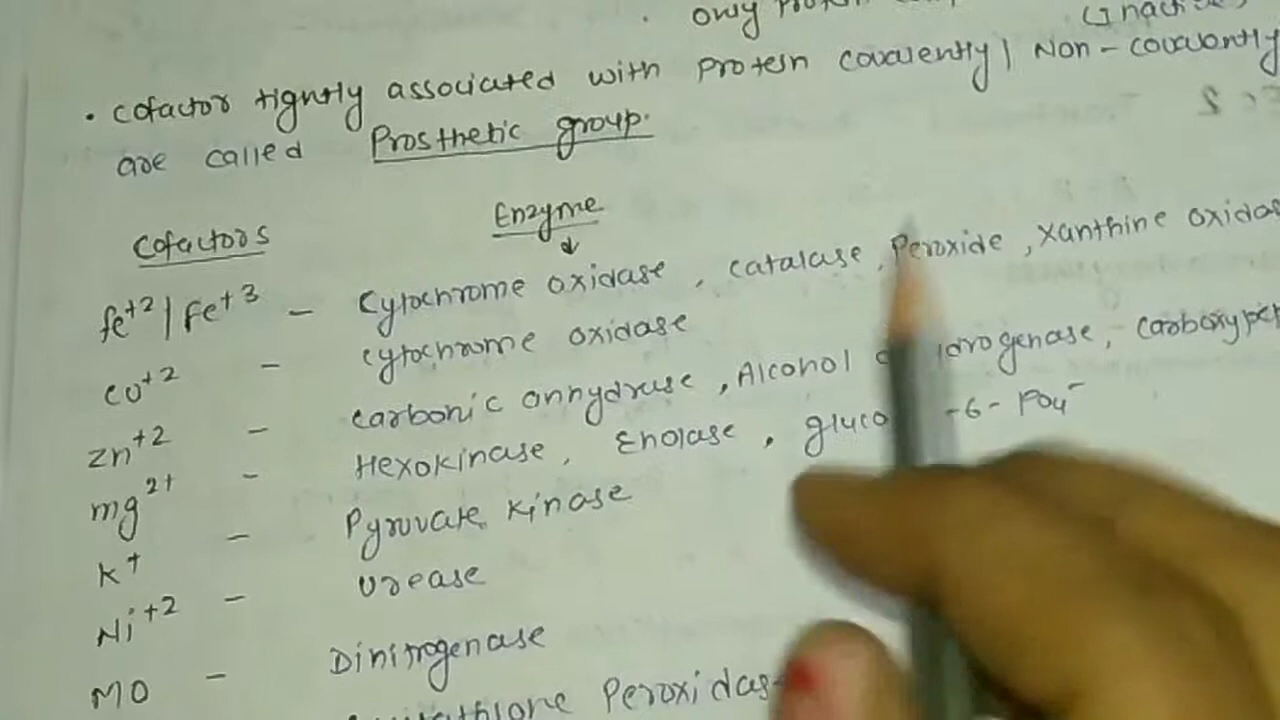 only
• cofactor tightly associated with protein covalently | Non-covalently
are called Prosthetic group.
Cofactors Enzyme
↓
fe+2 | Fe+3 - Cytochrome oxidase, catalase, Peroxide, xanthine
cu+2 - cytochrome oxidase
zn+2 - carbonic anhydrase, Alcohol
mg2+ - Hexokinase, Enolase, -6- PO4-
K+ - Pyruvate kinase
Ni+2 - urease
MO - Dinitrogenase
Peroxidas